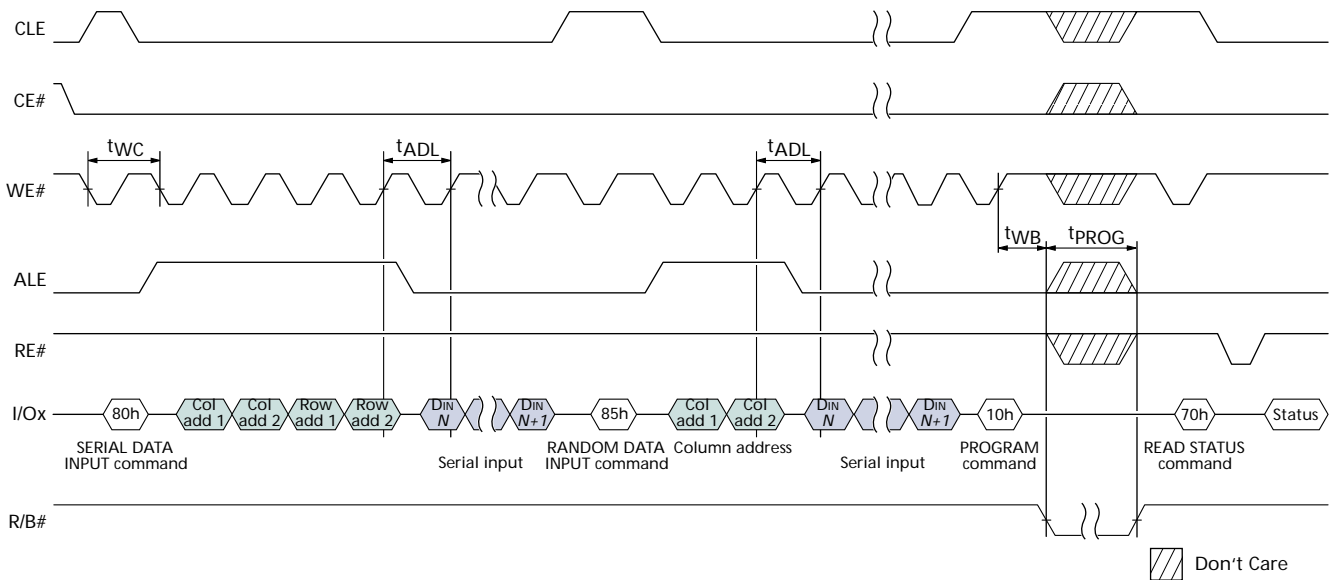 CLE
CE#
tWC
tADL
tADL
WE#
tWB
tPROG
ALE
RE#
I/Ox
80h
Col add 1
Col add 2
Row add 1
Row add 2
DIN N
DIN N+1
85h
Col add 1
Col add 2
DIN N
DIN N+1
10h
70h
Status
SERIAL DATA
INPUT command
Serial input
RANDOM DATA
INPUT command
Column address
Serial input
PROGRAM
command
READ STATUS
command
R/B#
Don't Care